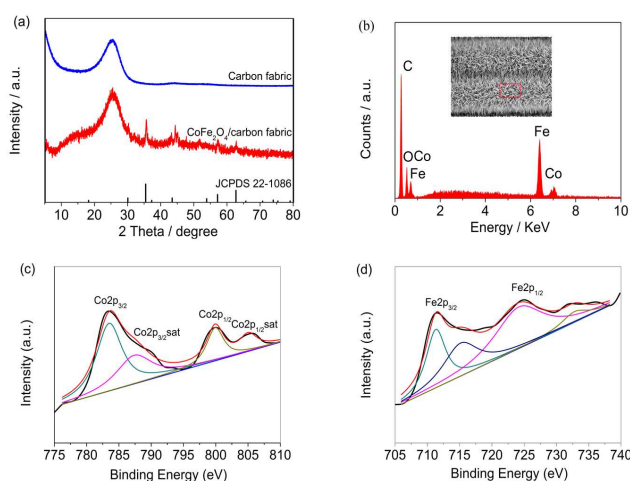 (a)
Intensity / a.u.
Carbon fabric
CoFe₂O₄/carbon fabric
JCPDS 22-1086
10 20 30 40 50 60 70 80
2 Theta / degree
(b)
Counts / a.u.
C
OCo
Fe
Fe
Co
0 2 4 6 8 10
Energy / KeV
(c)
Intensity (a.u.)
Co2p₃/₂
Co2p₃/₂sat
Co2p₁/₂
Co2p₁/₂sat
775 780 785 790 795 800 805 810
Binding Energy (eV)
(d)
Intensity (a.u.)
Fe2p₃/₂
Fe2p₁/₂
705 710 715 720 725 730 735 740
Binding Energy (eV)